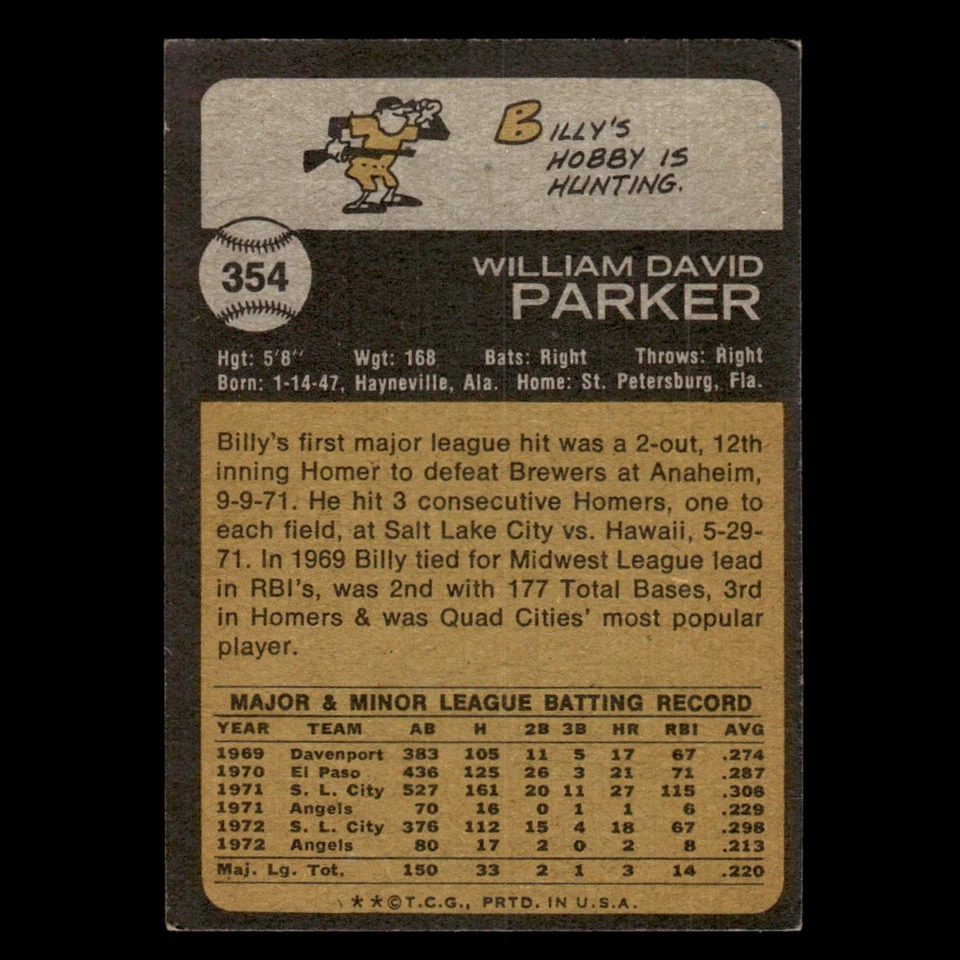 BILLY'S
HOBBY IS
HUNTING.
354
WILLIAM DAVID
PARKER
Hgt: 5'8" Wgt: 168 Bats: Right Throws: Right
Born: 1-14-47, Hayneville, Ala. Home: St. Petersburg, Fla.
Billy's first major league hit was a 2-out, 12th
inning Homer to defeat Brewers at Anaheim,
9-9-71. He hit 3 consecutive Homers, one to
each field, at Salt Lake City vs. Hawaii, 5-29-
71. In 1969 Billy tied for Midwest League lead
in RBI's, was 2nd with 177 Total Bases, 3rd
in Homers & was Quad Cities' most popular
player.
MAJOR & MINOR LEAGUE BATTING RECORD
YEAR TEAM AB H 2B 3B HR RBI AVG
1969 Davenport 383 105 11 5 17 67 .274
1970 El Paso 436 125 26 3 21 71 .287
1971 S. L. City 527 161 20 11 27 115 .306
1971 Angels 70 16 0 1 1 6 .229
1972 S. L. City 376 112 15 4 18 67 .298
1972 Angels 80 17 2 0 2 8 .213
Maj. Lg. Tot. 150 33 2 1 3 14 .220
**©T.C.G., PRTD. IN U.S.A.